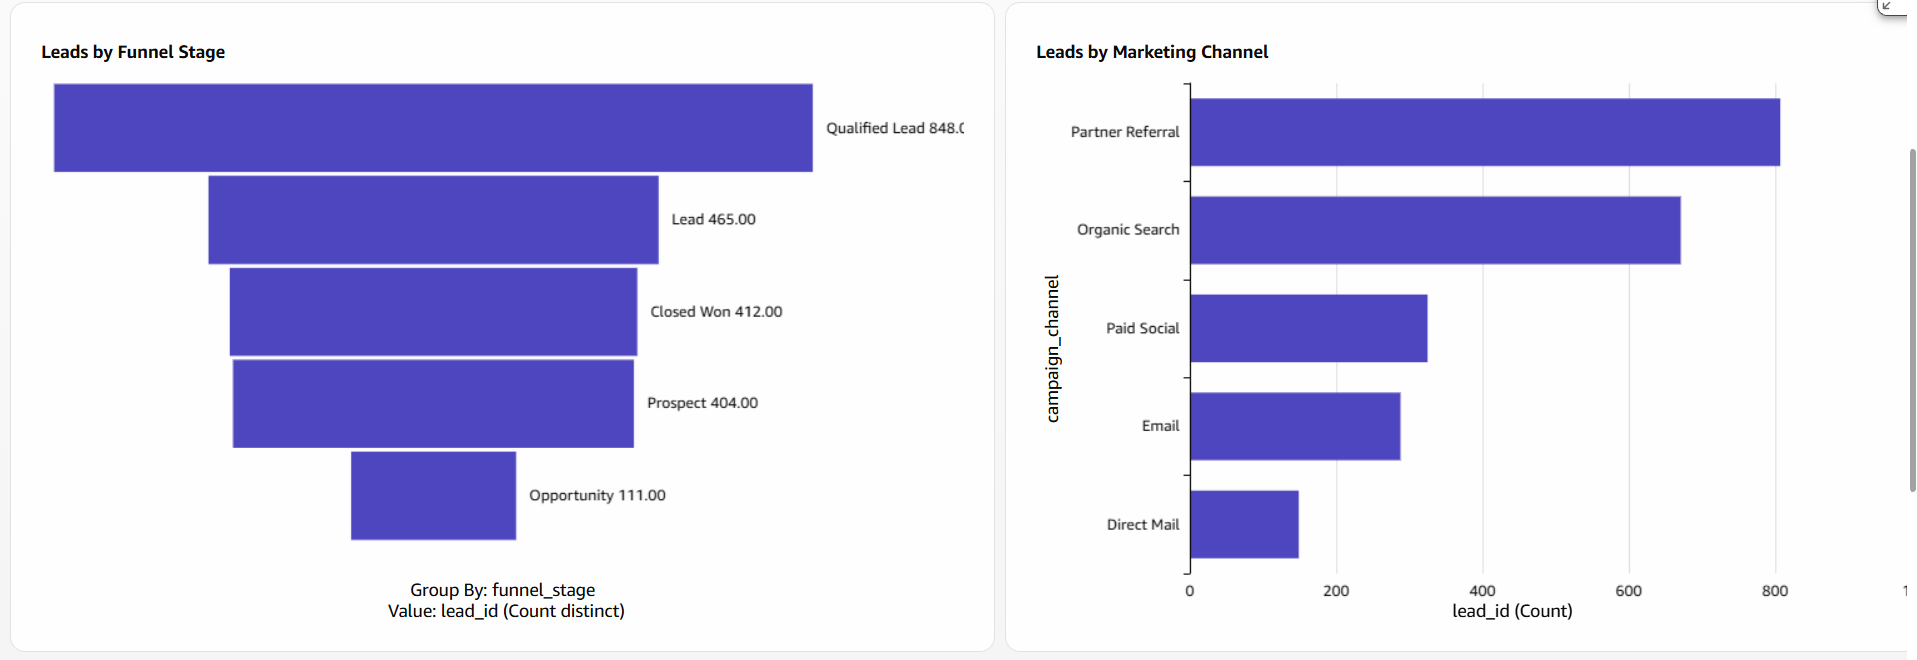 Leads by Funnel Stage
Qualified Lead 848.0
Lead 465.00
Closed Won 412.00
Prospect 404.00
Opportunity 111.00
Group By: funnel_stage
Value: lead_id (Count distinct)
Leads by Marketing Channel
campaign_channel
Partner Referral
Organic Search
Paid Social
Email
Direct Mail
0 200 400 600 800
lead_id (Count)